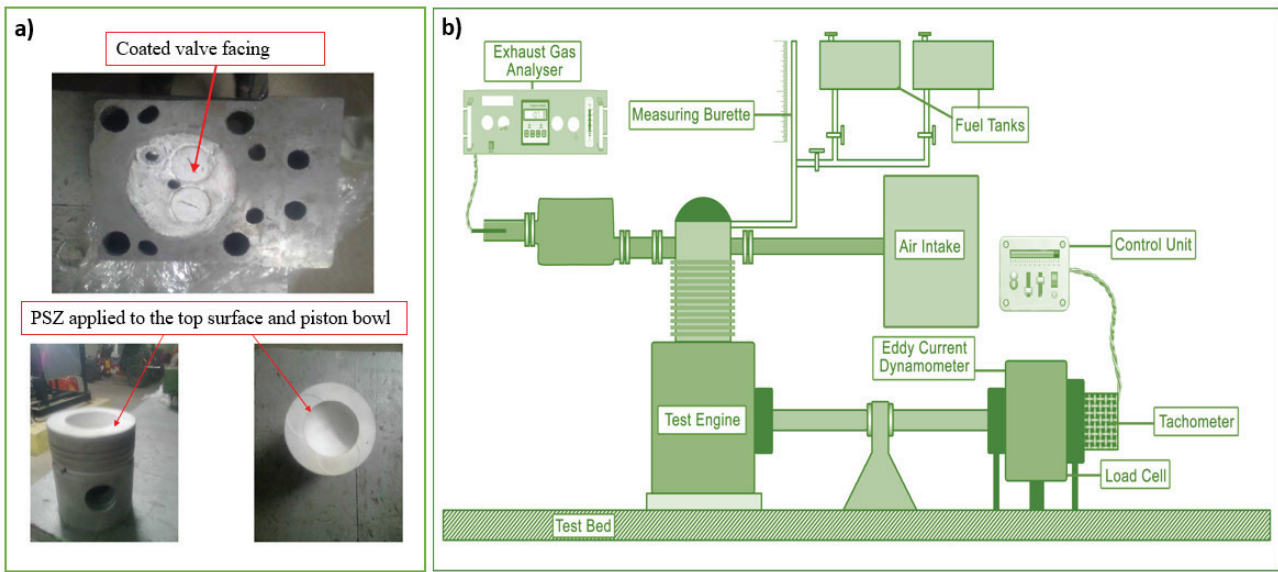 a)
Coated valve facing
PSZ applied to the top surface and piston bowl
b)
Exhaust Gas
Analyser
Measuring Burette
Fuel Tanks
Air Intake
Control Unit
Eddy Current
Dynamometer
Test Engine
Tachometer
Load Cell
Test Bed